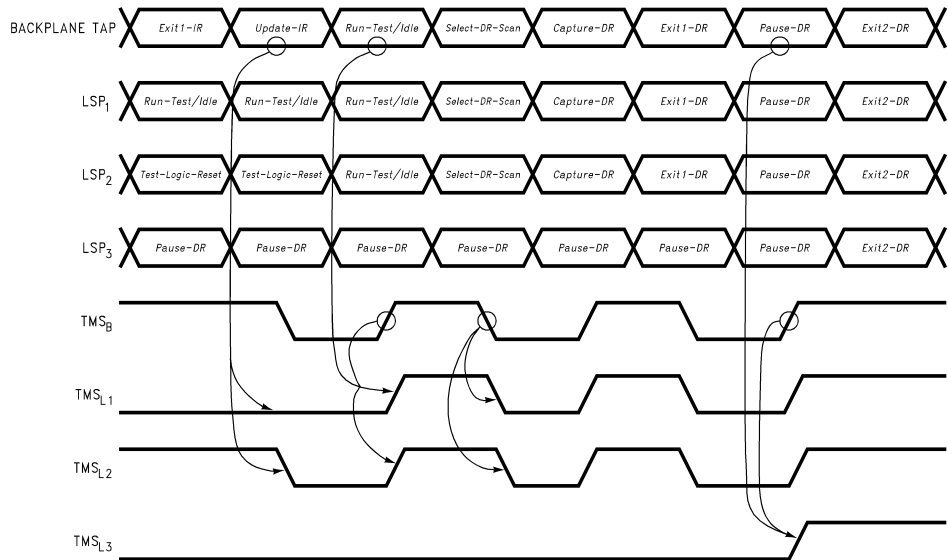 BACKPLANE TAP Exit1-IR Update-IR Run-Test/Idle Select-DR-Scan Capture-DR Exit1-DR Pause-DR Exit2-DR
LSP1 Run-Test/Idle Run-Test/Idle Run-Test/Idle Select-DR-Scan Capture-DR Exit1-DR Pause-DR Exit2-DR
LSP2 Test-Logic-Reset Test-Logic-Reset Run-Test/Idle Select-DR-Scan Capture-DR Exit1-DR Pause-DR Exit2-DR
LSP3 Pause-DR Pause-DR Pause-DR Pause-DR Pause-DR Pause-DR Pause-DR Exit2-DR
TMSB
TMSL1
TMSL2
TMSL3